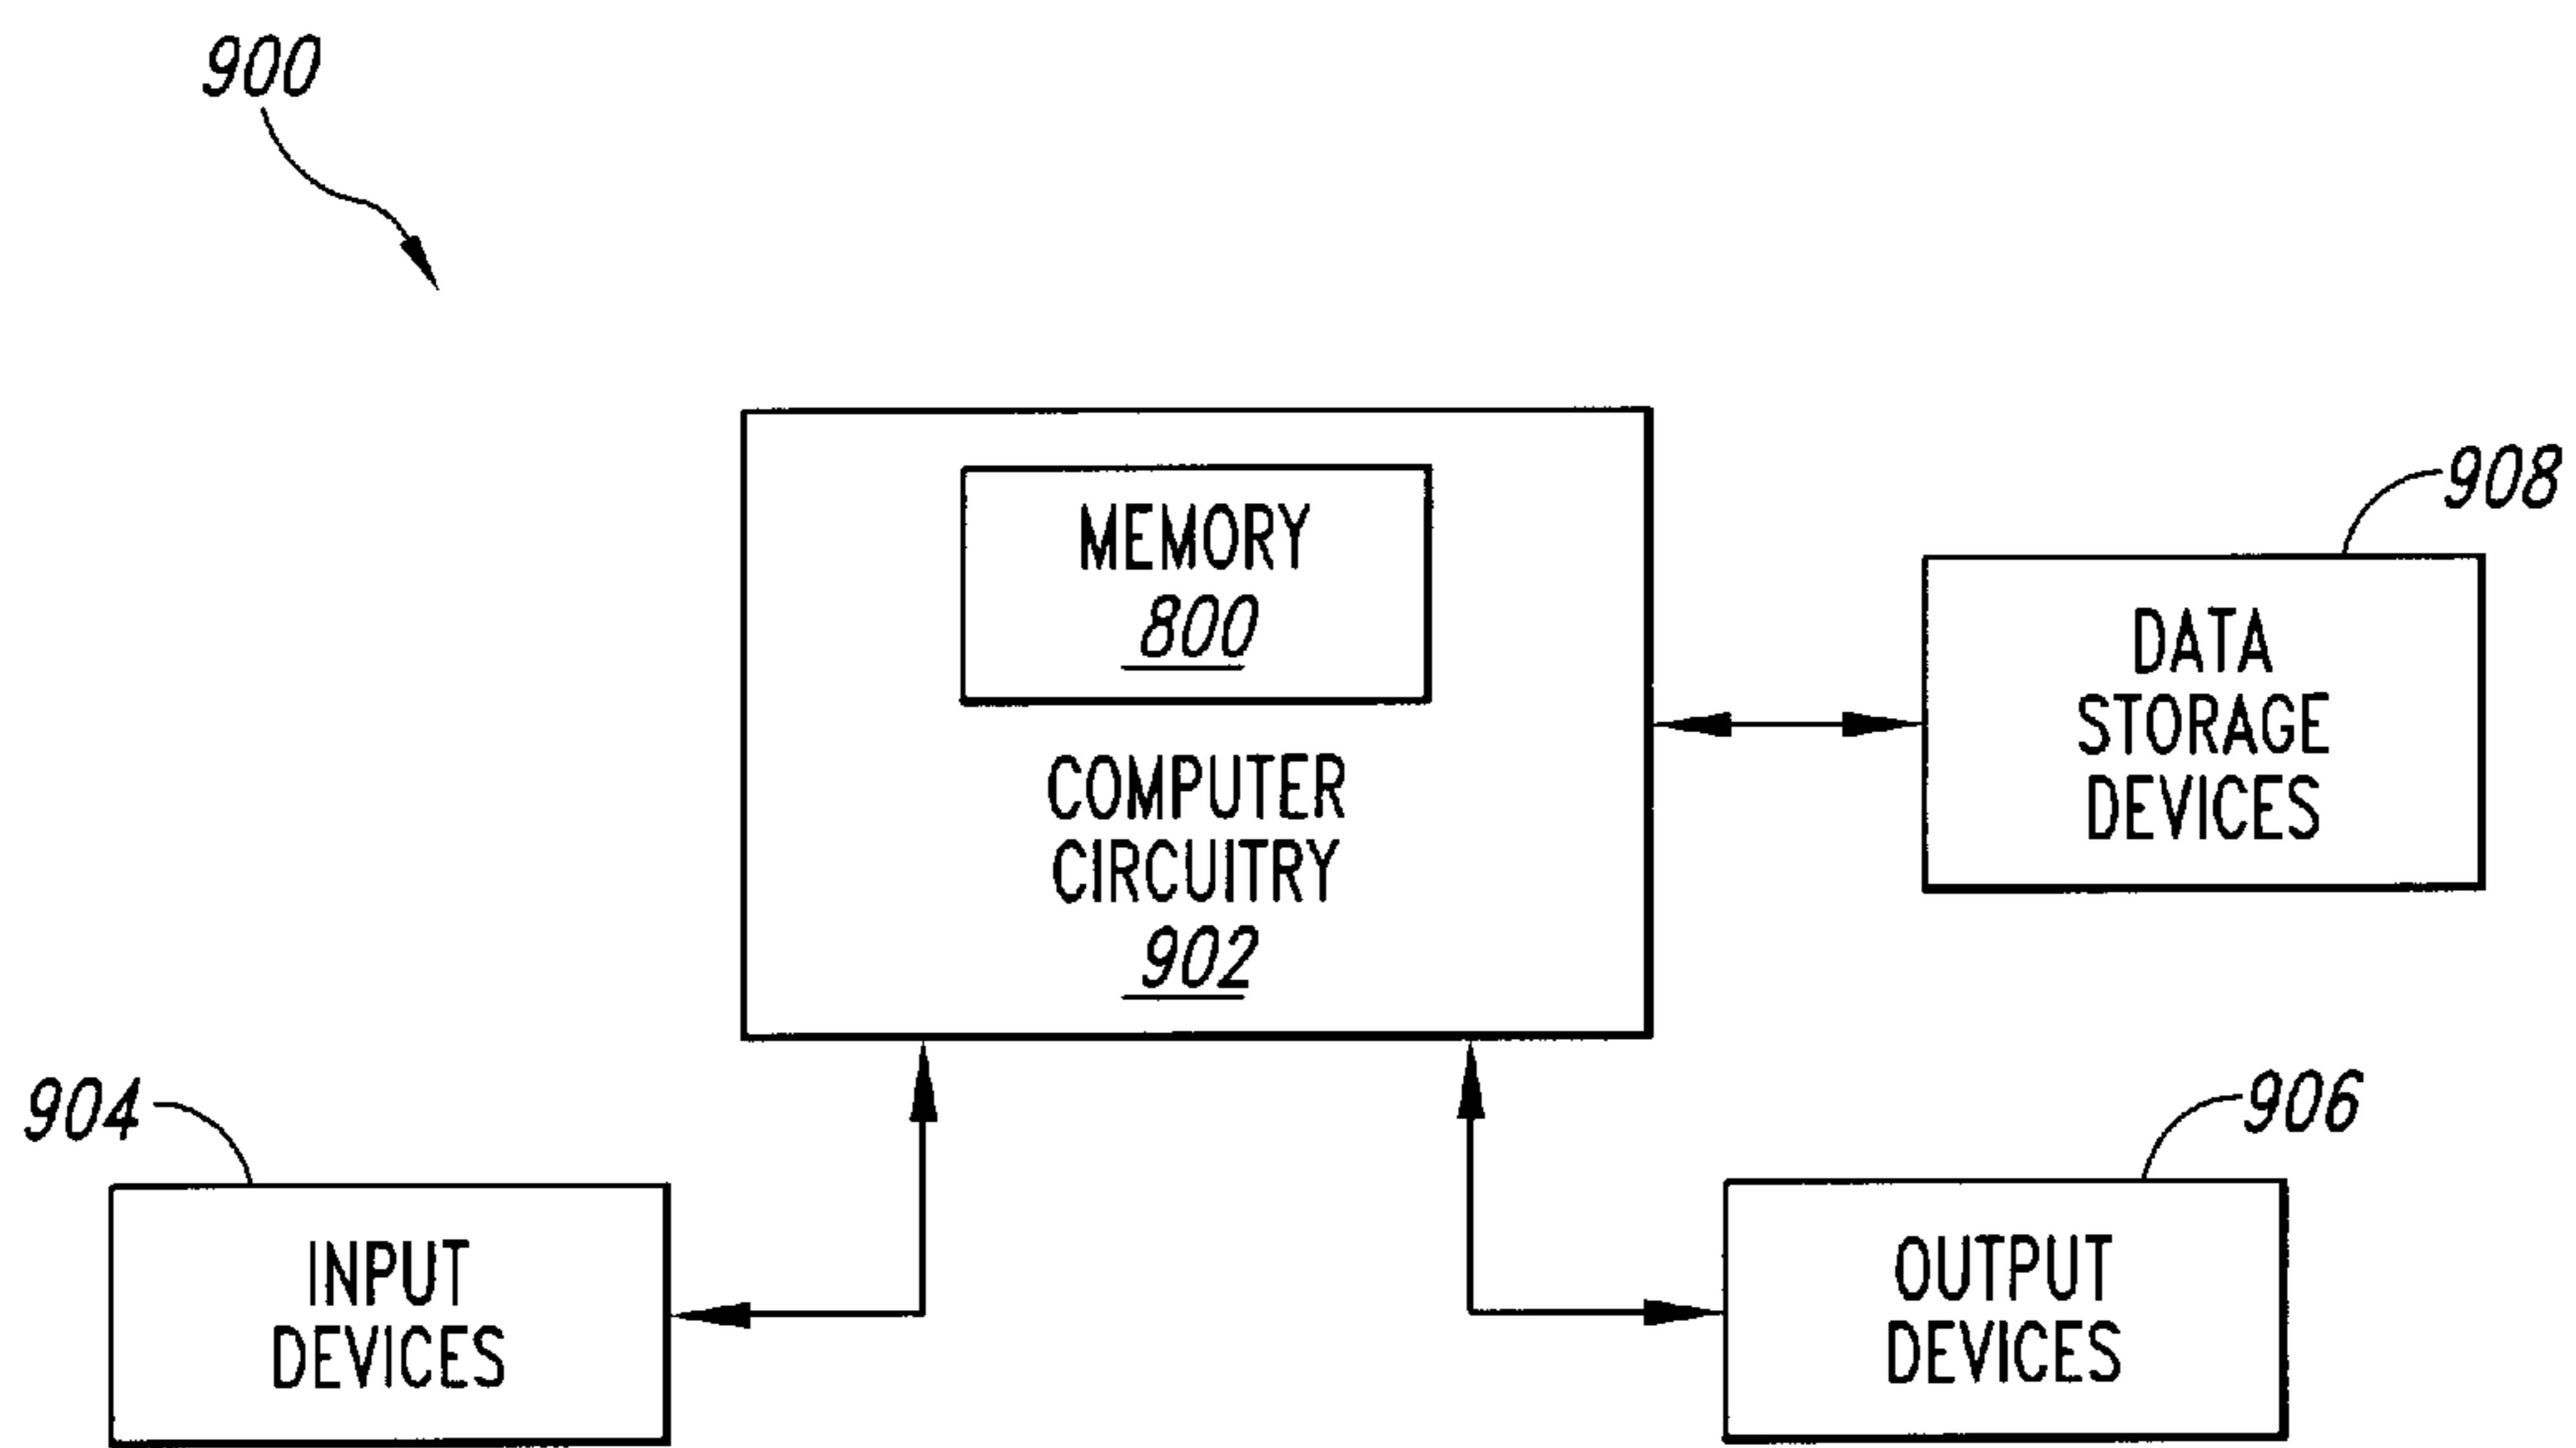 900
MEMORY
800
COMPUTER
CIRCUITRY
902
908
DATA
STORAGE
DEVICES
904
INPUT
DEVICES
906
OUTPUT
DEVICES